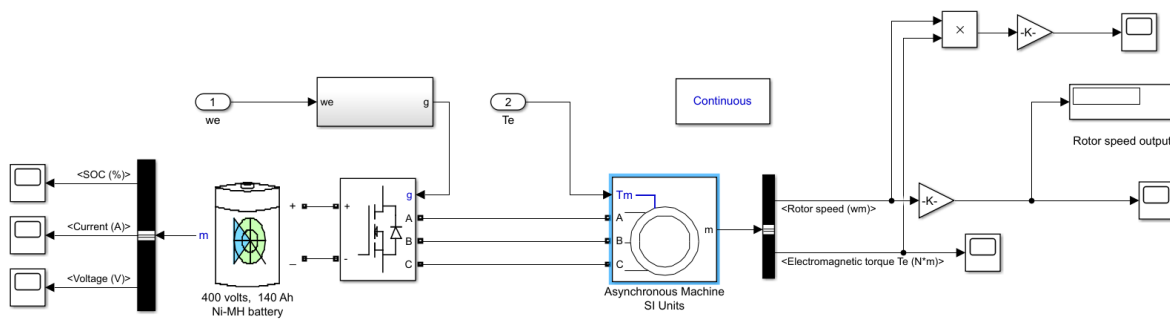 ×
-K-
1
we
we
g
2
Te
Continuous
Rotor speed output
<SOC (%)>
<Current (A)>
<Voltage (V)>
m
+
_
400 volts, 140 Ah
Ni-MH battery
+
-
g
A
B
C
Tm
A
B
C
m
Asynchronous Machine
SI Units
<Rotor speed (wm)>
-K-
<Electromagnetic torque Te (N*m)>